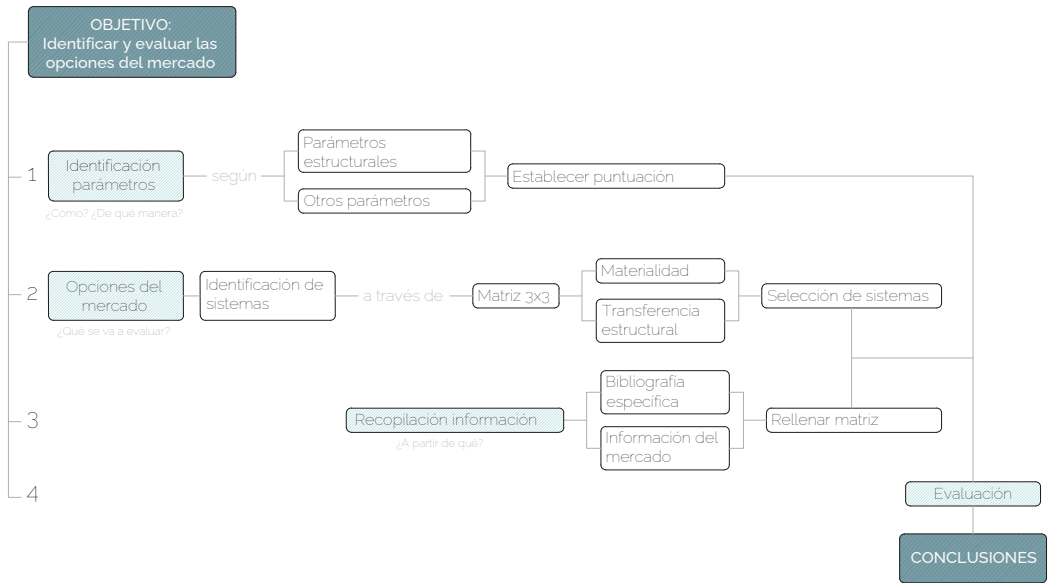 OBJETIVO:
Identificar y evaluar las
opciones del mercado
1
Identificación
parámetros
¿Cómo? ¿De qué manera?
según
Parámetros
estructurales
Otros parámetros
Establecer puntuación
2
Opciones del
mercado
¿Qué se va a evaluar?
Identificación de
sistemas
a través de
Matriz 3x3
Materialidad
Transferencia
estructural
Selección de sistemas
3
Recopilación información
¿A partir de qué?
Bibliografía
específica
Información del
mercado
Rellenar matriz
4
Evaluación
CONCLUSIONES